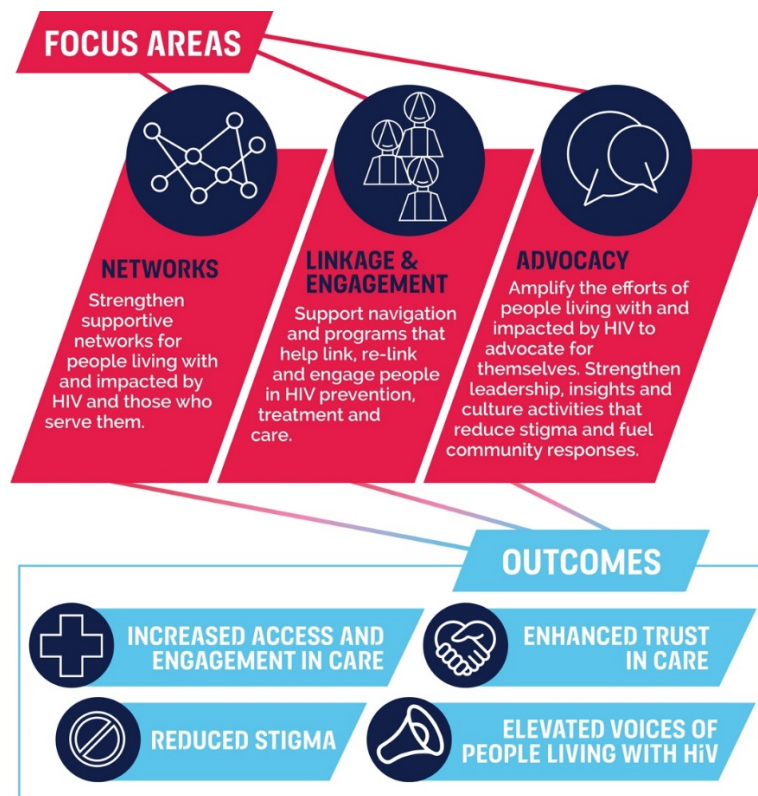 FOCUS AREAS
NETWORKS
Strengthen
supportive
networks for
people living with
and impacted by
HIV and those who
serve them.
LINKAGE &
ENGAGEMENT
Support navigation
and programs that
help link, re-link
and engage people
in HIV prevention,
treatment and
care.
ADVOCACY
Amplify the efforts of
people living with and
impacted by HIV to
advocate for
themselves. Strengthen
leadership, insights and
culture activities that
reduce stigma and fuel
community responses.
OUTCOMES
INCREASED ACCESS AND
ENGAGEMENT IN CARE
ENHANCED TRUST
IN CARE
REDUCED STIGMA
ELEVATED VOICES OF
PEOPLE LIVING WITH HiV